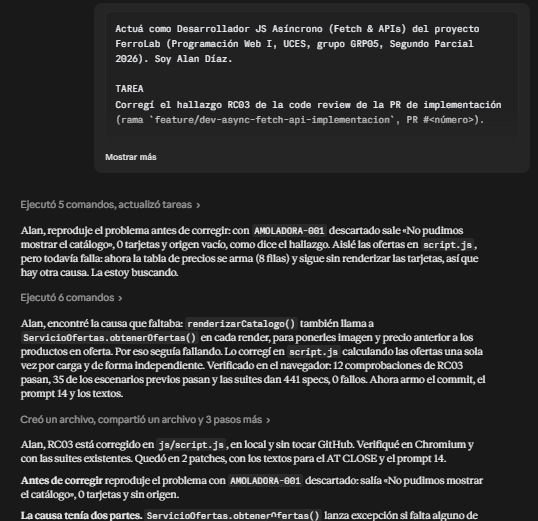 Actuá como Desarrollador JS Asíncrono (Fetch & APIs) del proyecto
FerroLab (Programación Web I, UCES, grupo GRP05, Segundo Parcial
2026). Soy Alan Díaz.
TAREA
Corregí el hallazgo RC03 de la code review de la PR de implementación
(rama `feature/dev-async-fetch-api-implementacion`, PR #<número>).
Mostrar más
Ejecutó 5 comandos, actualizó tareas >
Alan, reproduje el problema antes de corregir: con AMOLADORA-001 descartado sale «No pudimos
mostrar el catálogo», 0 tarjetas y origen vacío, como dice el hallazgo. Aislé las ofertas en script.js,
pero todavía falla: ahora la tabla de precios se arma (8 filas) y sigue sin renderizar las tarjetas, así que
hay otra causa. La estoy buscando.
Ejecutó 6 comandos >
Alan, encontré la causa que faltaba: renderizarCatalogo() también llama a
ServicioOfertas.obtenerOfertas() en cada render, para ponerles imagen y precio anterior a los
productos en oferta. Por eso seguía fallando. Lo corregí en script.js calculando las ofertas una sola
vez por carga y de forma independiente. Verificado en el navegador: 12 comprobaciones de RC03
pasan, 35 de los escenarios previos pasan y las suites dan 441 specs, 0 fallos. Ahora armo el commit, el
prompt 14 y los textos.
Creó un archivo, compartió un archivo y 3 pasos más >
Alan, RC03 está corregido en js/script.js, en local y sin tocar GitHub. Verifiqué en Chromium y
con las suites existentes. Quedó en 2 patches, con los textos para el AT CLOSE y el prompt 14.
Antes de corregir reproduje el problema con AMOLADORA-001 descartado: salía «No pudimos
mostrar el catálogo», 0 tarjetas y sin origen.
La causa tenía dos partes. ServicioOfertas.obtenerOfertas() lanza excepción si falta alguno de